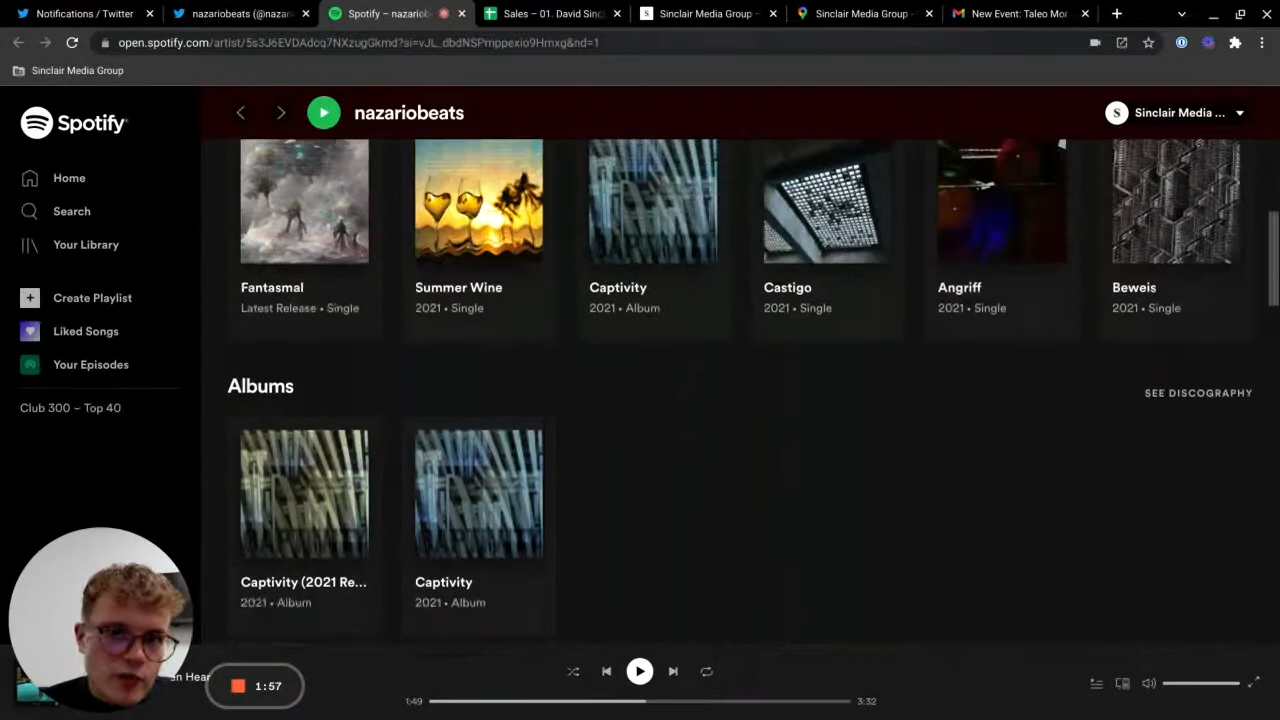 Notifications / Twitter
nazariobeats (@nazari
Spotify – nazariob
Sales – 01. David Sincl
Sinclair Media Group -
Sinclair Media Group -
New Event: Taleo Mor
open.spotify.com/artist/5s3J6EVDAdcq7NXzugGkmd?si=vJL_dbdNSPmppexio9Hmxg&nd=1
Sinclair Media Group
Spotify
nazariobeats
S
Sinclair Media ...
Home
Search
Your Library
Create Playlist
Liked Songs
Your Episodes
Club 300 – Top 40
Fantasmal
Summer Wine
Captivity
Castigo
Angriff
Beweis
Latest Release • Single
2021 • Single
2021 • Album
2021 • Single
2021 • Single
2021 • Single
Albums
SEE DISCOGRAPHY
Captivity (2021 Re...
Captivity
2021 • Album
2021 • Album
1:57
1:49
3:32